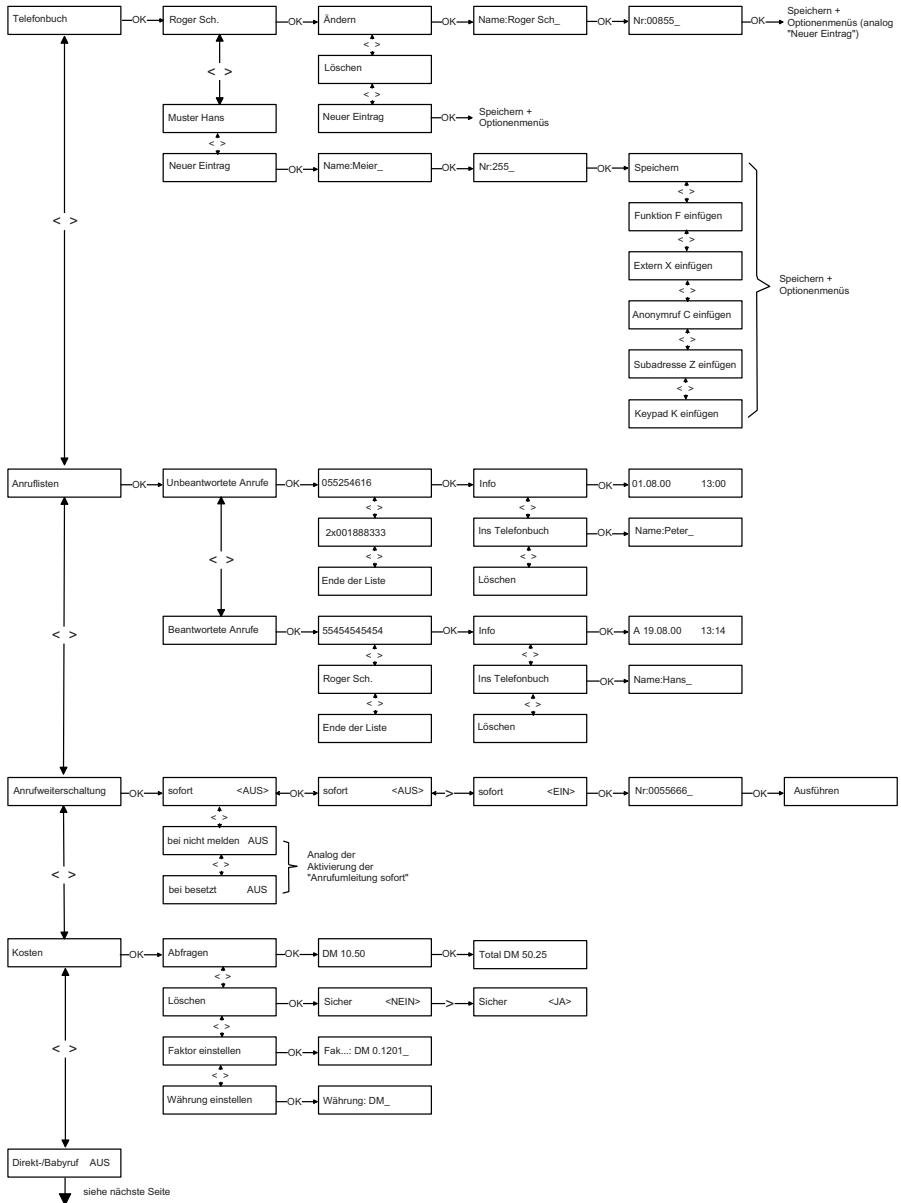 Telefonbuch OK Roger Sch. OK Ändern OK Name:Roger Sch_ OK Nr:00855_ OK Speichern +
Optionenmenüs (analog
"Neuer Eintrag")
< >
Löschen
< >
< >
Muster Hans Neuer Eintrag OK Speichern +
Optionenmenüs
< >
Neuer Eintrag OK Name:Meier_ OK Nr:255_ OK Speichern
< >
< >
Funktion F einfügen
< >
Extern X einfügen
Speichern +
Optionenmenüs
< >
Anonymruf C einfügen
< >
Subadresse Z einfügen
< >
Keypad K einfügen
Anruflisten OK Unbeantwortete Anrufe OK 055254616 OK Info OK 01.08.00 13:00
< > < >
2x001888333 Ins Telefonbuch OK Name:Peter_
< >
< > < >
Ende der Liste Löschen
< >
Beantwortete Anrufe OK 55454545454 OK Info OK A 19.08.00 13:14
< > < >
Roger Sch. Ins Telefonbuch OK Name:Hans_
< > < >
Ende der Liste Löschen
Anrufweiterschaltung OK sofort <AUS> OK sofort <AUS> > sofort <EIN> OK Nr:0055666_ OK Ausführen
< >
bei nicht melden AUS
< >
bei besetzt AUS
Analog der
Aktivierung der
"Anrufumleitung sofort"
< >
Kosten OK Abfragen OK DM 10.50 OK Total DM 50.25
< >
Löschen OK Sicher <NEIN> > Sicher <JA>
< >
< >
Faktor einstellen OK Fak...: DM 0.1201_
< >
Währung einstellen OK Währung: DM_
Direkt-/Babyruf AUS
siehe nächste Seite